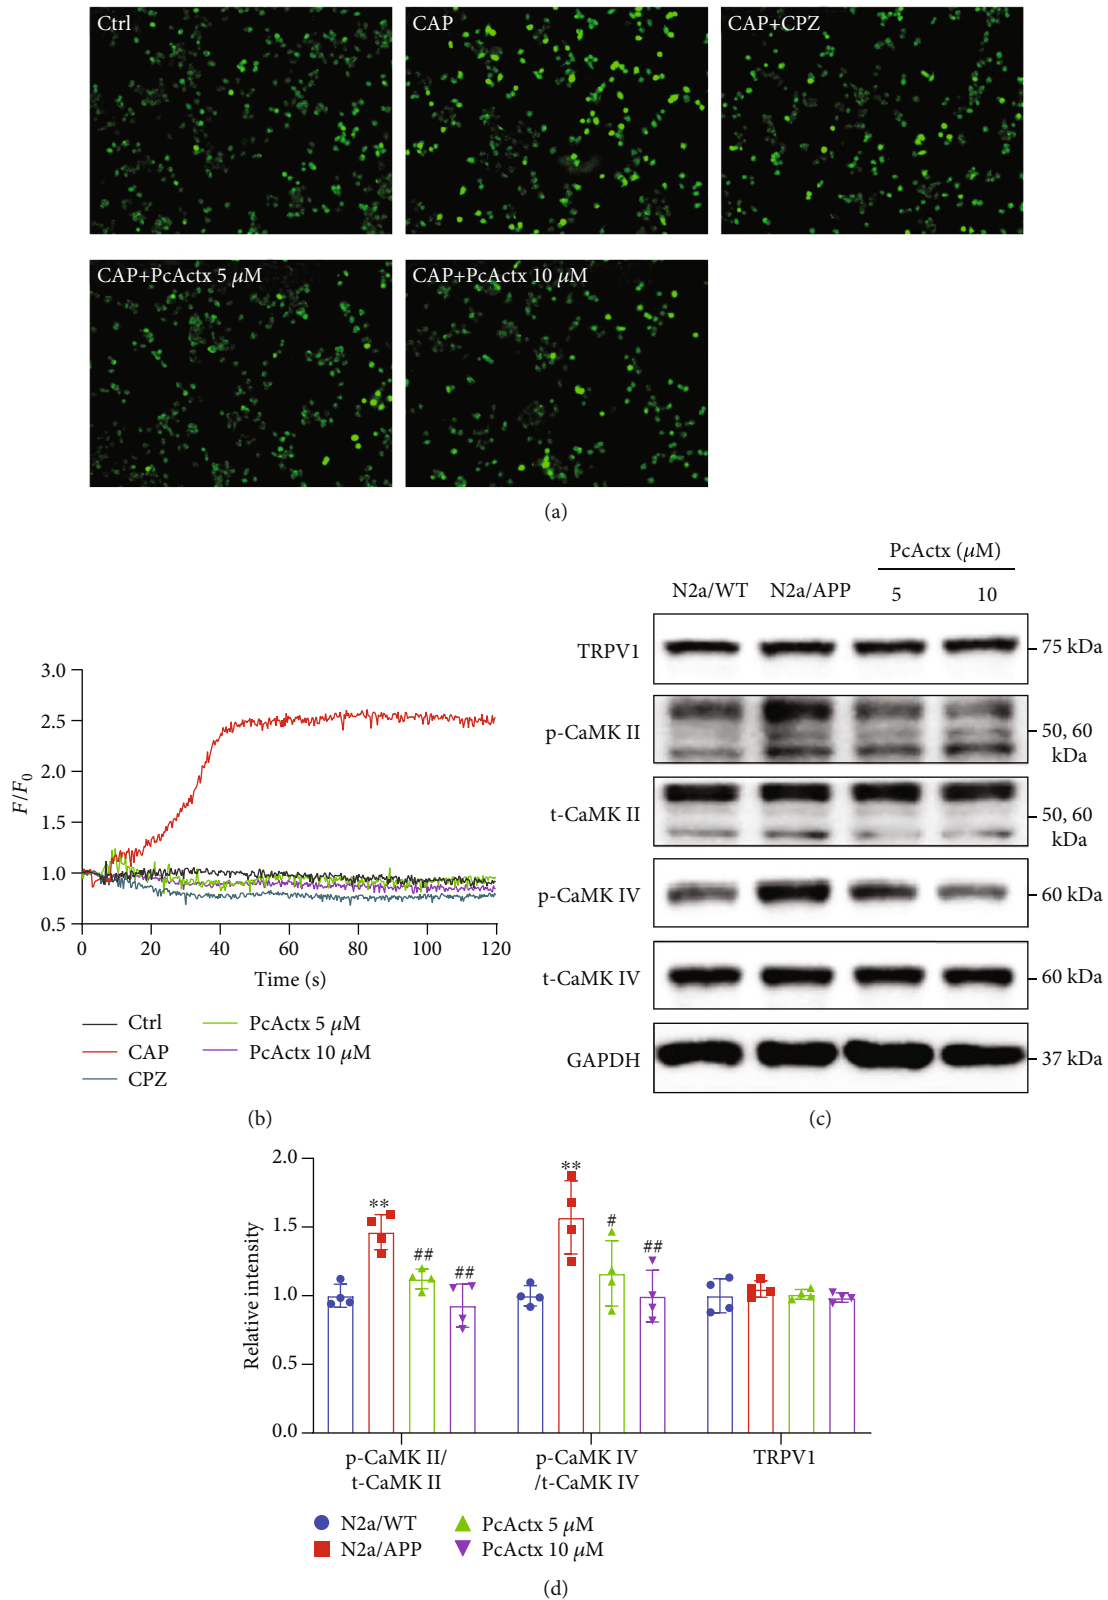 Ctrl
CAP
CAP+CPZ
CAP+PcActx 5 μM
CAP+PcActx 10 μM
(a)
3.0
2.5
2.0
1.5
1.0
0.5
F/F0
0
20
40
60
80
100
120
Time (s)
Ctrl
CAP
CPZ
PcActx 5 μM
PcActx 10 μM
(b)
PcActx (μM)
N2a/WT
N2a/APP
5
10
TRPV1
75 kDa
p-CaMK II
50, 60
kDa
t-CaMK II
50, 60
kDa
p-CaMK IV
60 kDa
t-CaMK IV
60 kDa
GAPDH
37 kDa
(c)
2.0
1.5
1.0
0.5
0.0
Relative intensity
**
##
##
**
#
##
p-CaMK II/
t-CaMK II
p-CaMK IV
/t-CaMK IV
TRPV1
N2a/WT
N2a/APP
PcActx 5 μM
PcActx 10 μM
(d)